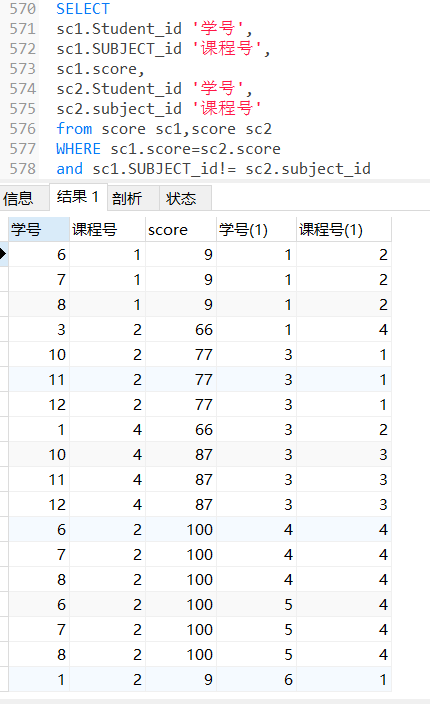 570 SELECT
571 sc1.Student_id '学号',
572 sc1.SUBJECT_id '课程号',
573 sc1.score,
574 sc2.Student_id '学号',
575 sc2.subject_id '课程号'
576 from score sc1,score sc2
577 WHERE sc1.score=sc2.score
578 and sc1.SUBJECT_id!= sc2.subject_id
信息 结果 1 剖析 状态
学号 课程号 score 学号(1) 课程号(1)
6 1 9 1 2
7 1 9 1 2
8 1 9 1 2
3 2 66 1 4
10 2 77 3 1
11 2 77 3 1
12 2 77 3 1
1 4 66 3 2
10 4 87 3 3
11 4 87 3 3
12 4 87 3 3
6 2 100 4 4
7 2 100 4 4
8 2 100 4 4
6 2 100 5 4
7 2 100 5 4
8 2 100 5 4
1 2 9 6 1